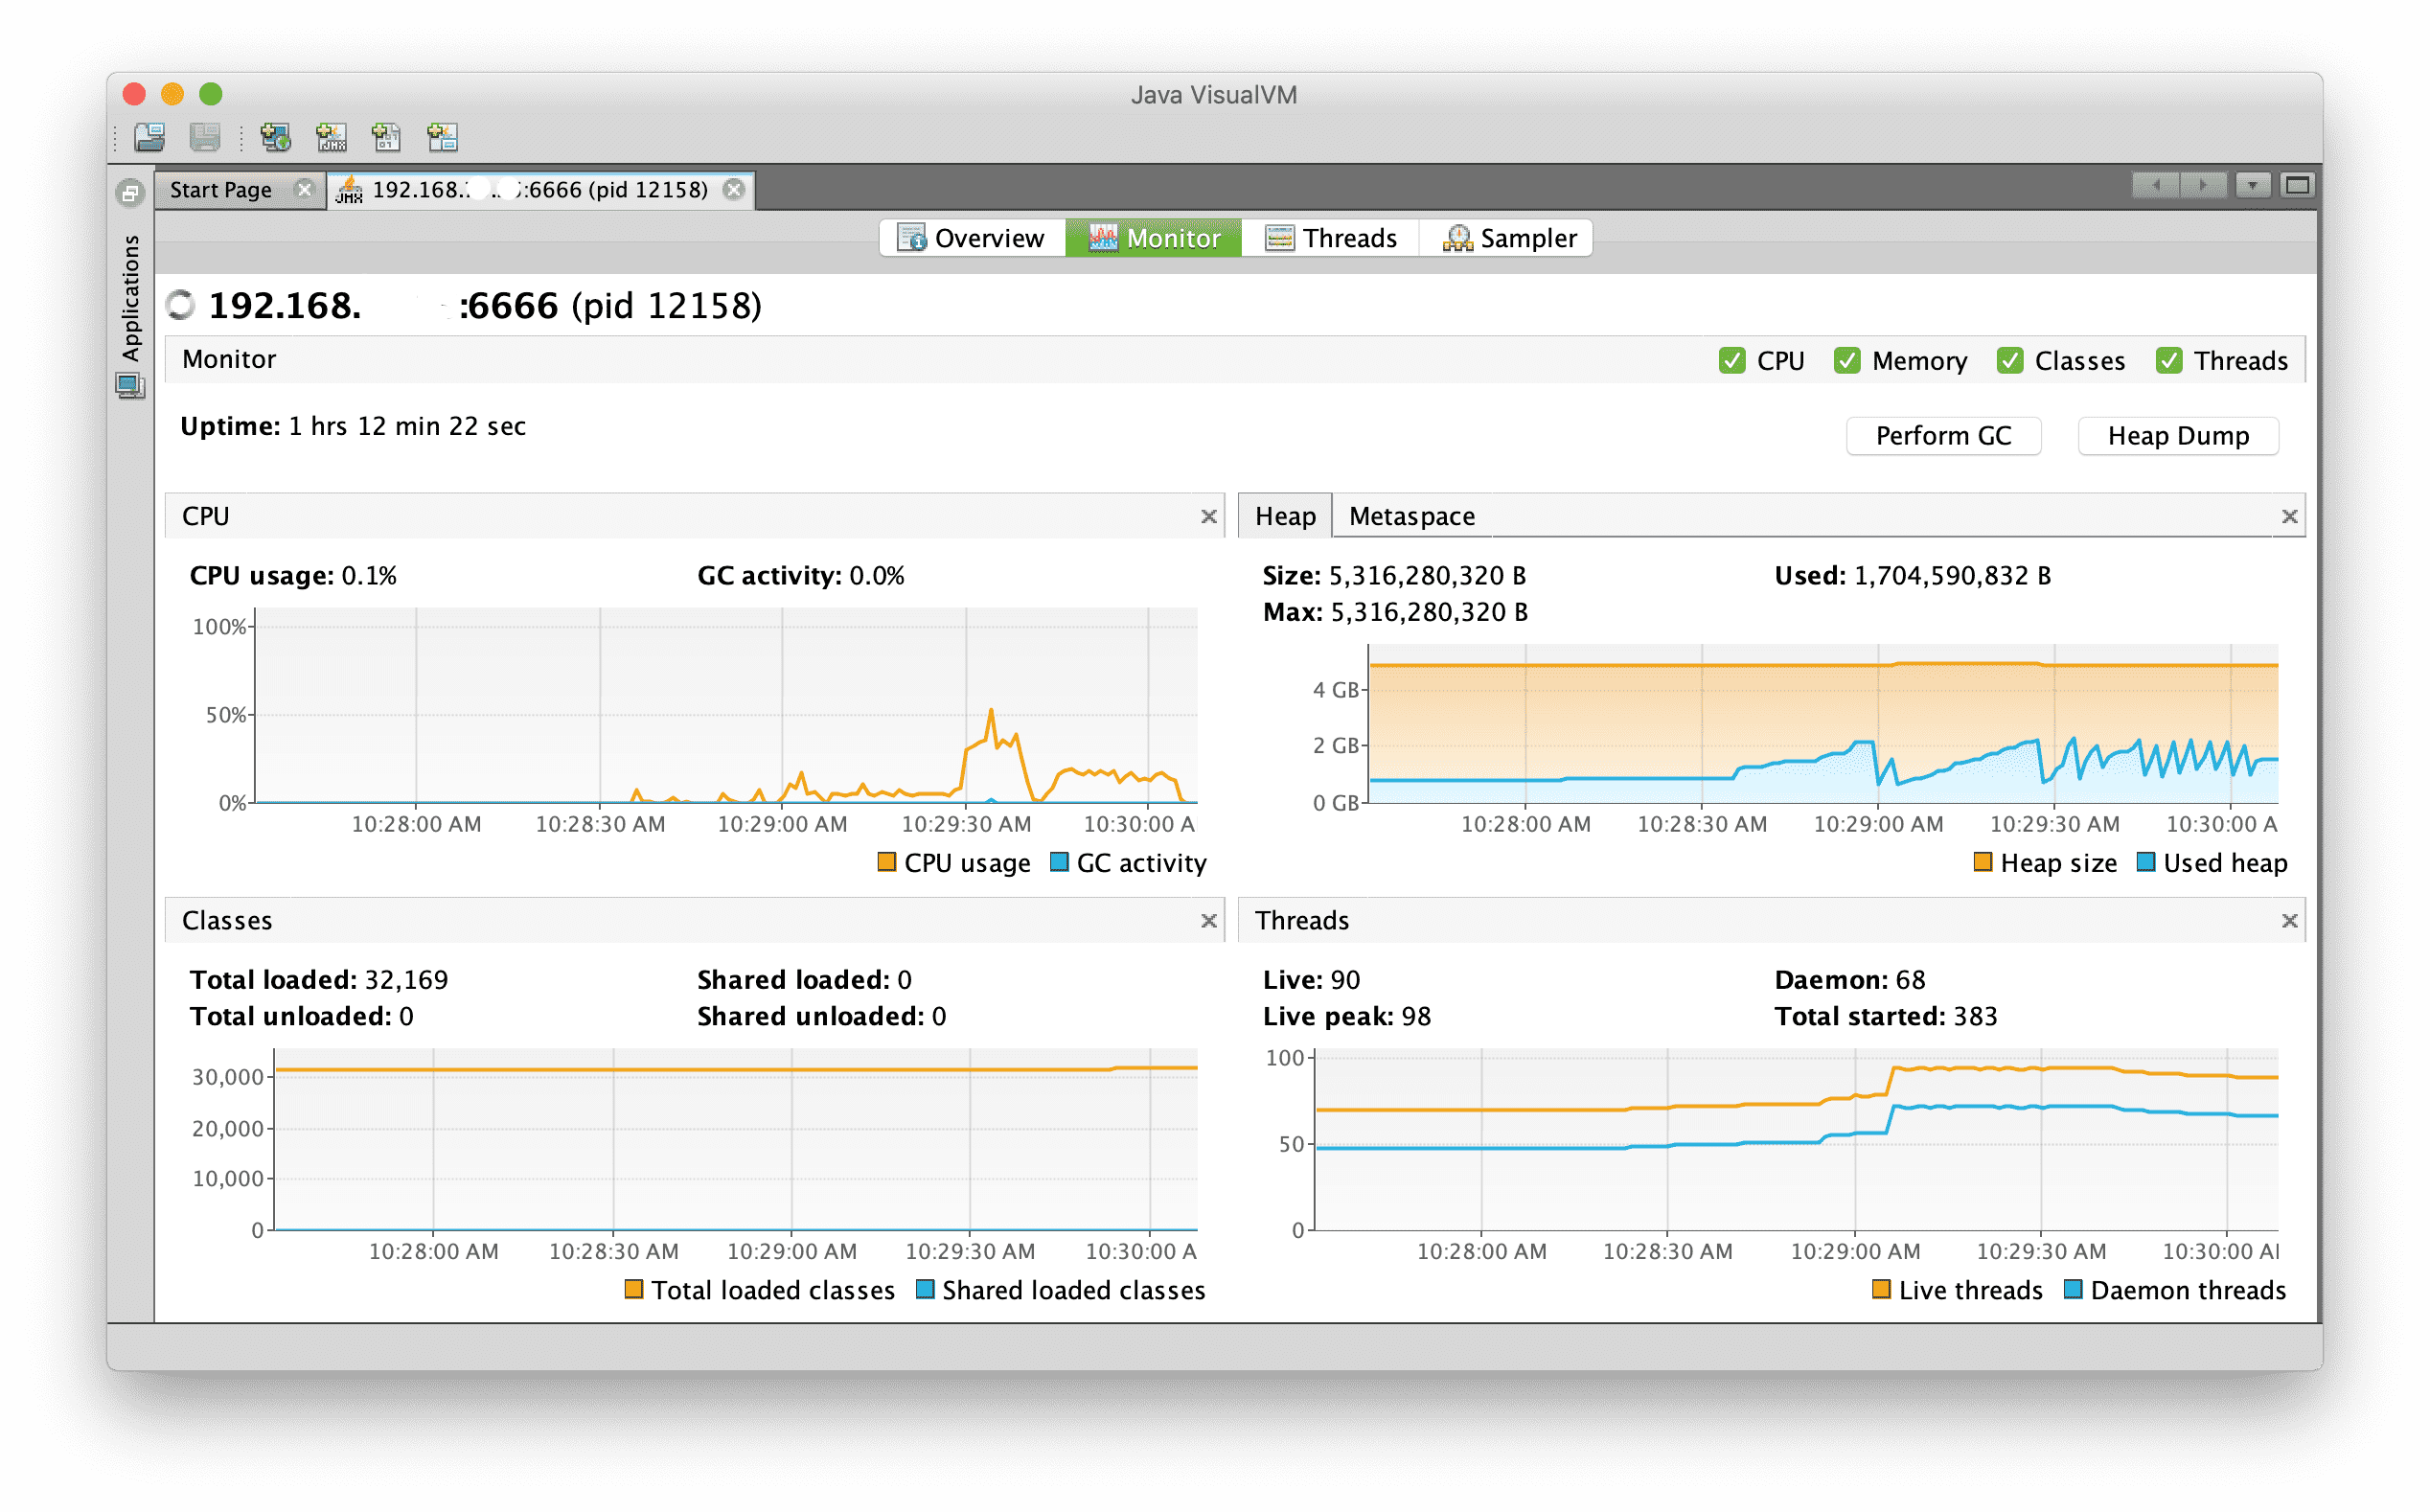 Java VisualVM
JMX
Start Page
JMX 192.168. :6666 (pid 12158)
Applications
Overview Monitor Threads Sampler
192.168. :6666 (pid 12158)
Monitor CPU Memory Classes Threads
Uptime: 1 hrs 12 min 22 sec
Perform GC Heap Dump
CPU
CPU usage: 0.1% GC activity: 0.0%
100%
50%
0%
10:28:00 AM 10:28:30 AM 10:29:00 AM 10:29:30 AM 10:30:00 A
CPU usage GC activity
Heap Metaspace
Size: 5,316,280,320 B Used: 1,704,590,832 B
Max: 5,316,280,320 B
4 GB
2 GB
0 GB
10:28:00 AM 10:28:30 AM 10:29:00 AM 10:29:30 AM 10:30:00 A
Heap size Used heap
Classes
Total loaded: 32,169 Shared loaded: 0
Total unloaded: 0 Shared unloaded: 0
30,000
20,000
10,000
0
10:28:00 AM 10:28:30 AM 10:29:00 AM 10:29:30 AM 10:30:00 A
Total loaded classes Shared loaded classes
Threads
Live: 90 Daemon: 68
Live peak: 98 Total started: 383
100
50
0
10:28:00 AM 10:28:30 AM 10:29:00 AM 10:29:30 AM 10:30:00 A
Live threads Daemon threads